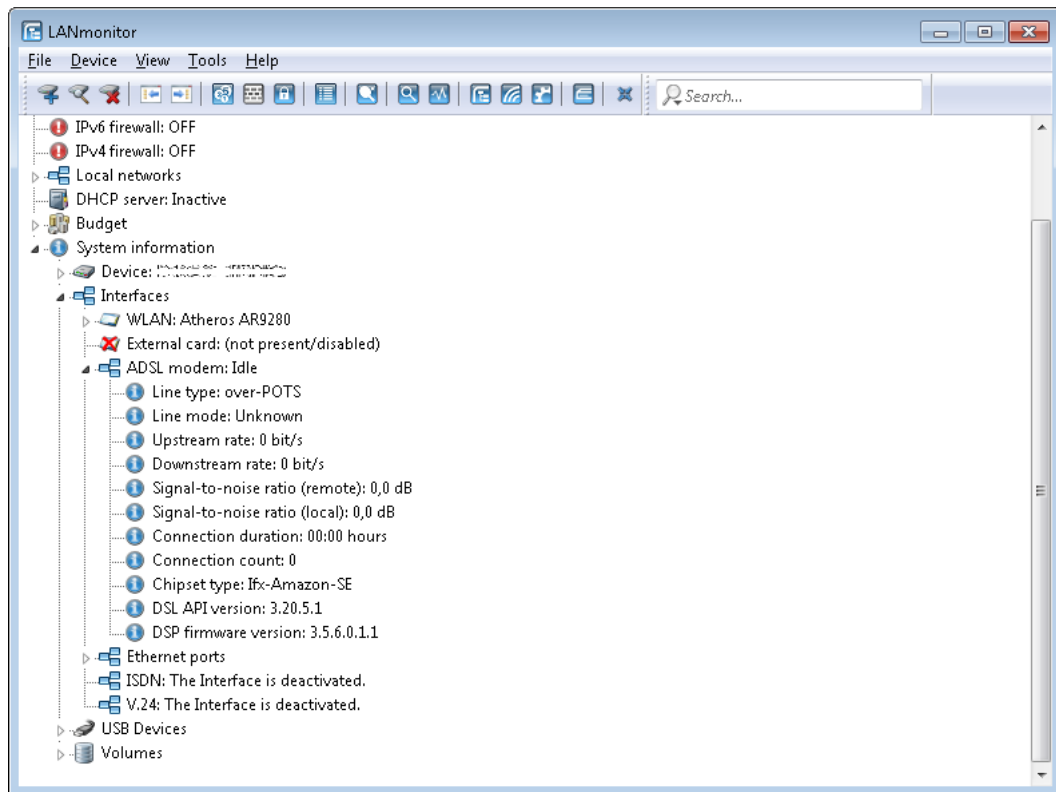 LANmonitor
File Device View Tools Help
Search...
IPv6 firewall: OFF
IPv4 firewall: OFF
Local networks
DHCP server: Inactive
Budget
System information
Device:
Interfaces
WLAN: Atheros AR9280
External card: (not present/disabled)
ADSL modem: Idle
Line type: over-POTS
Line mode: Unknown
Upstream rate: 0 bit/s
Downstream rate: 0 bit/s
Signal-to-noise ratio (remote): 0,0 dB
Signal-to-noise ratio (local): 0,0 dB
Connection duration: 00:00 hours
Connection count: 0
Chipset type: Ifx-Amazon-SE
DSL API version: 3.20.5.1
DSP firmware version: 3.5.6.0.1.1
Ethernet ports
ISDN: The Interface is deactivated.
V.24: The Interface is deactivated.
USB Devices
Volumes